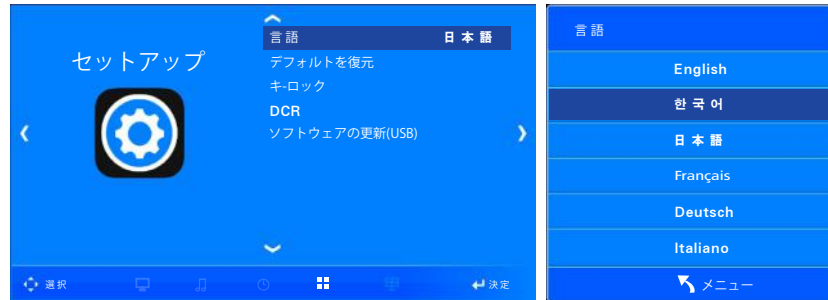 セットアップ
言語 日本語
デフォルトを復元
キ-ロック
DCR
ソフトウェアの更新(USB)
選択
決定
言語
English
한국어
日本語
Français
Deutsch
Italiano
メニュー